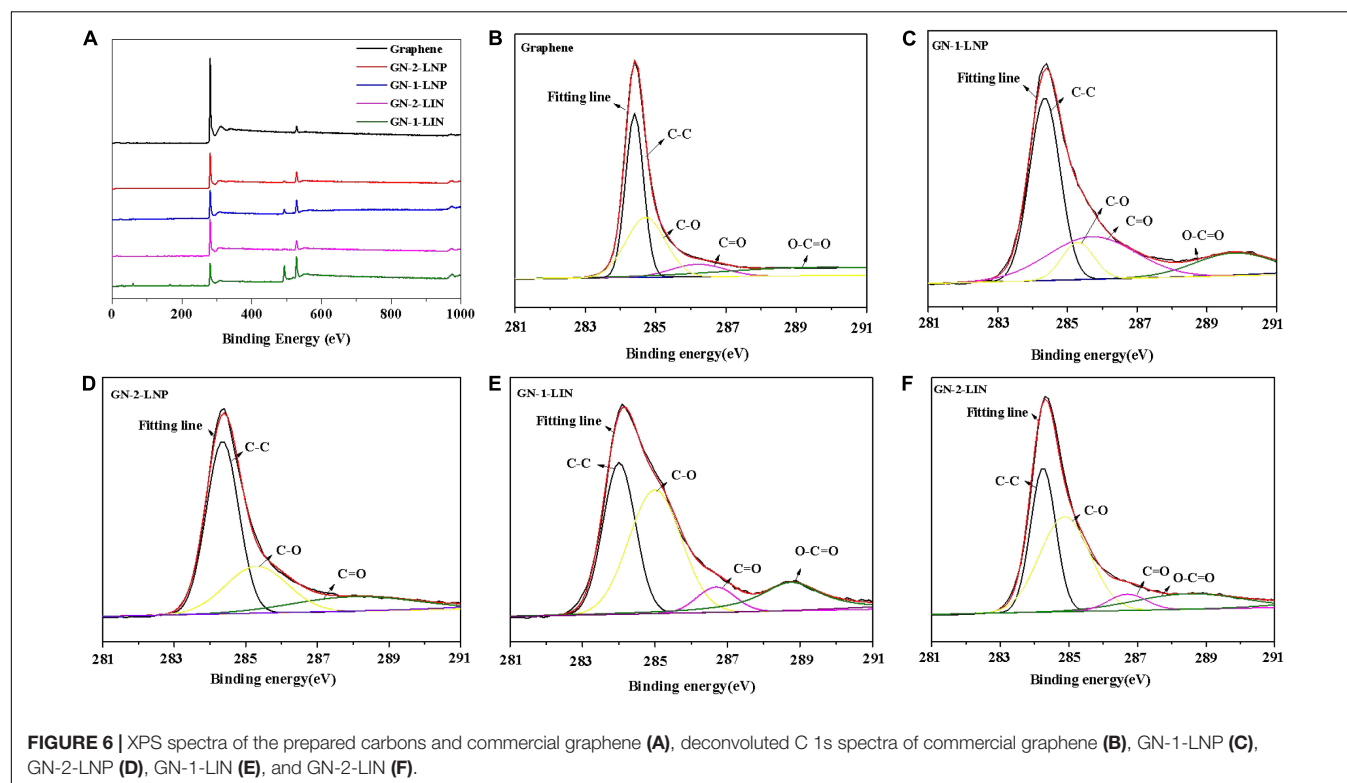 A
Graphene
GN-2-LNP
GN-1-LNP
GN-2-LIN
GN-1-LIN
0 200 400 600 800 1000
Binding Energy (eV)
B
Graphene
Fitting line
C-C
C-O
C=O
O-C=O
281 283 285 287 289 291
Binding energy(eV)
C
GN-1-LNP
Fitting line
C-C
C-O
C=O
O-C=O
281 283 285 287 289 291
Binding energy(eV)
D
GN-2-LNP
Fitting line
C-C
C-O
C=O
281 283 285 287 289 291
Binding energy(eV)
E
GN-1-LIN
Fitting line
C-C
C-O
C=O
O-C=O
281 283 285 287 289 291
Binding energy(eV)
F
GN-2-LIN
Fitting line
C-C
C-O
C=O
O-C=O
281 283 285 287 289 291
Binding energy(eV)
FIGURE 6 | XPS spectra of the prepared carbons and commercial graphene (A), deconvoluted C 1s spectra of commercial graphene (B), GN-1-LNP (C),
GN-2-LNP (D), GN-1-LIN (E), and GN-2-LIN (F).